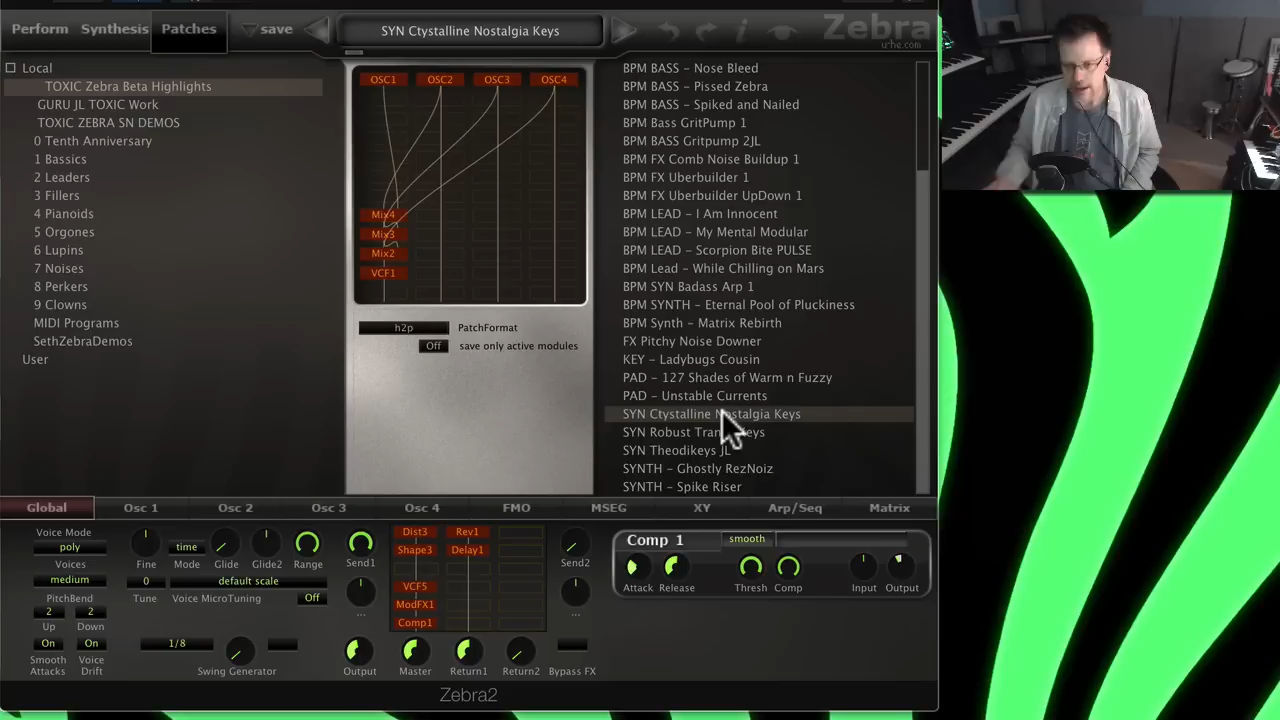 Perform Synthesis Patches save SYN Ctystalline Nostalgia Keys Zebra
u-he.com
Local
TOXIC Zebra Beta Highlights
GURU JL TOXIC Work
TOXIC ZEBRA SN DEMOS
0 Tenth Anniversary
1 Bassics
2 Leaders
3 Fillers
4 Pianoids
5 Orgones
6 Lupins
7 Noises
8 Perkers
9 Clowns
MIDI Programs
SethZebraDemos
User
OSC1 OSC2 OSC3 OSC4
Mix4
Mix3
Mix2
VCF1
h2p PatchFormat
Off save only active modules
BPM BASS - Nose Bleed
BPM BASS - Pissed Zebra
BPM BASS - Spiked and Nailed
BPM Bass GritPump 1
BPM BASS Gritpump 2JL
BPM FX Comb Noise Buildup 1
BPM FX Uberbuilder 1
BPM FX Uberbuilder UpDown 1
BPM LEAD - I Am Innocent
BPM LEAD - My Mental Modular
BPM LEAD - Scorpion Bite PULSE
BPM Lead - While Chilling on Mars
BPM SYN Badass Arp 1
BPM SYNTH - Eternal Pool of Pluckiness
BPM Synth - Matrix Rebirth
FX Pitchy Noise Downer
KEY - Ladybugs Cousin
PAD - 127 Shades of Warm n Fuzzy
PAD - Unstable Currents
SYN Ctystalline Nostalgia Keys
SYN Robust
SYN Theodikeys JL
SYNTH - Ghostly RezNoiz
SYNTH - Spike Riser
Global Osc 1 Osc 2 Osc 3 Osc 4 FMO MSEG XY Arp/Seq Matrix
Voice Mode
poly
Voices
medium
PitchBend
2 2
Up Down
On On
Smooth Voice
Attacks Drift
time
Fine Mode Glide Glide2 Range
0 default scale
Tune Voice MicroTuning Off
1/8
Swing Generator
Send1
...
Output
Dist3 Rev1
Shape3 Delay1
VCF5
ModFX1
Comp1
Master Return1 Return2
Send2
...
Bypass FX
Comp 1 smooth
Attack Release Thresh Comp Input Output
Zebra2